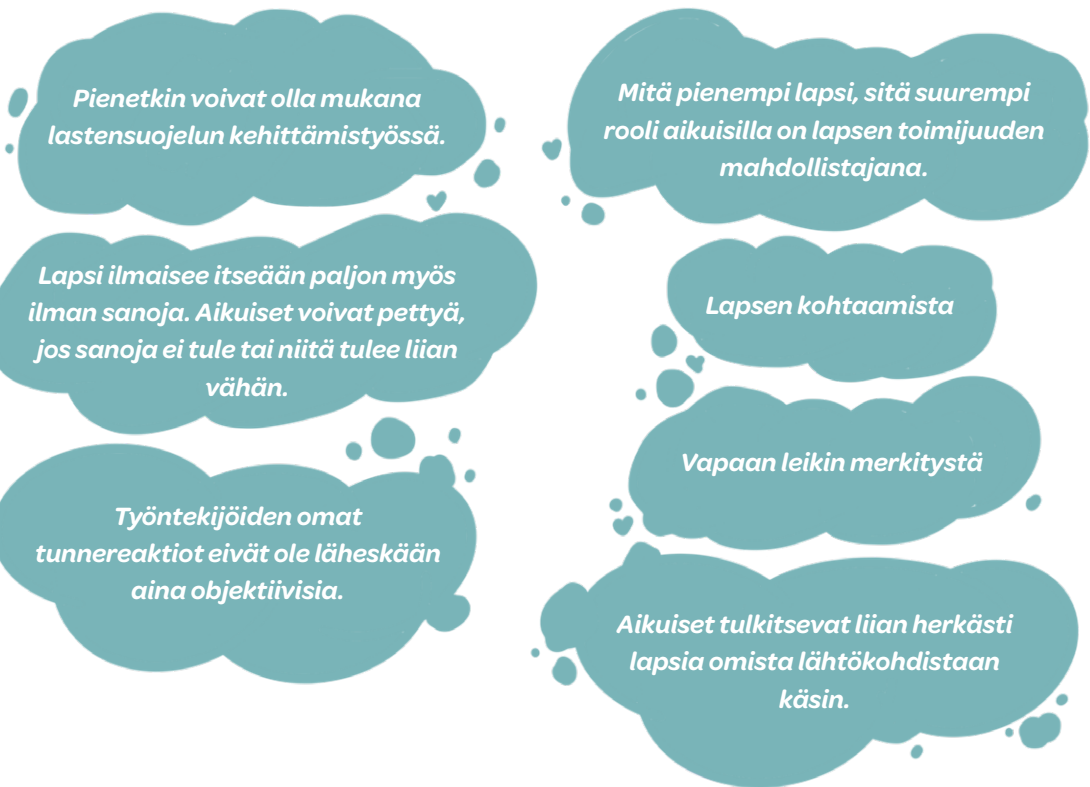 Pienetkin voivat olla mukana
lastensuojelun kehittämistyössä.
Lapsi ilmaisee itseään paljon myös
ilman sanoja. Aikuiset voivat pettyä,
jos sanoja ei tule tai niitä tulee liian
vähän.
Työntekijöiden omat
tunnereaktiot eivät ole läheskään
aina objektiivisia.
Mitä pienempi lapsi, sitä suurempi
rooli aikuisilla on lapsen toimijuuden
mahdollistajana.
Lapsen kohtaamista
Vapaan leikin merkitystä
Aikuiset tulkitsevat liian herkästi
lapsia omista lähtökohdistaan
käsin.